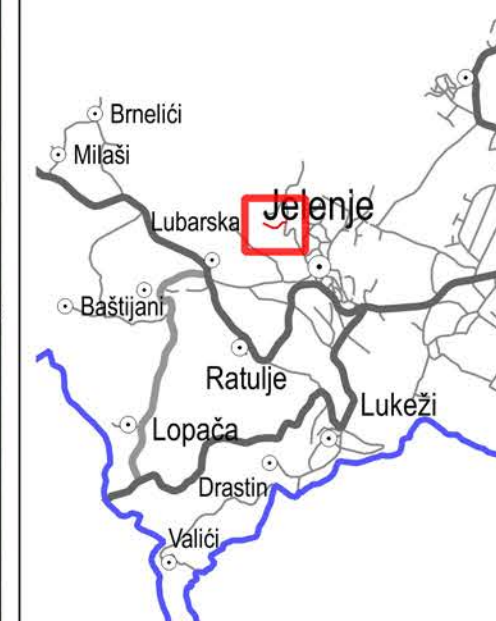 Brnelići
Milaši
Jelenje
Lubarska
Baštijani
Ratulje
Lukeži
Lopača
Drastin
Valići